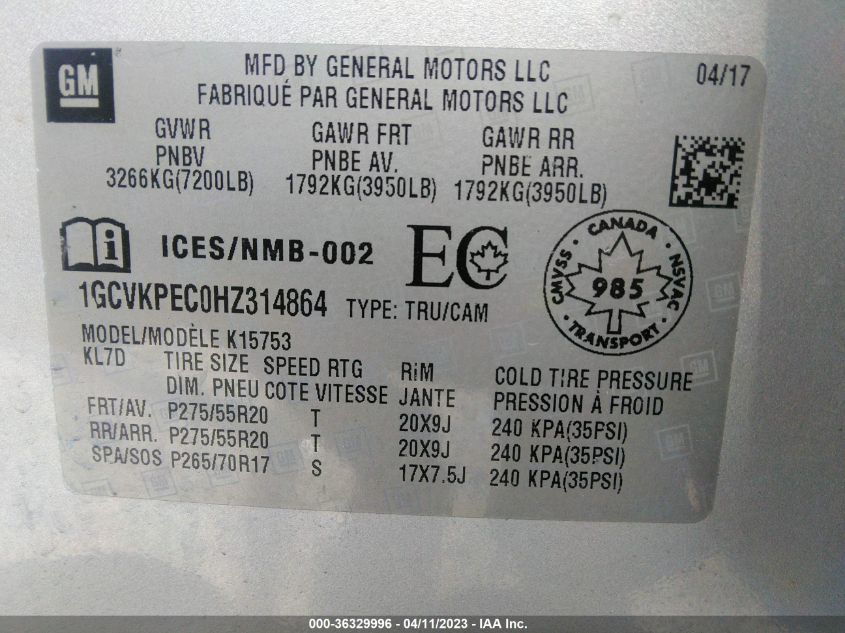 GM
MFD BY GENERAL MOTORS LLC
04/17
FABRIQUÉ PAR GENERAL MOTORS LLC
GVWR GAWR FRT GAWR RR
PNBV PNBE AV. PNBE ARR.
3266KG(7200LB) 1792KG(3950LB) 1792KG(3950LB)
i ICES/NMB-002 EC
CANADA
CMVSS 985 NSVAC
TRANSPORT
1GCVKPEC0HZ314864 TYPE: TRU/CAM
MODEL/MODÈLE K15753
KL7D TIRE SIZE SPEED RTG RiM COLD TIRE PRESSURE
DIM. PNEU COTE VITESSE JANTE PRESSION À FROID
FRT/AV. P275/55R20 T 20X9J 240 KPA(35PSI)
RR/ARR. P275/55R20 T 20X9J 240 KPA(35PSI)
SPA/SOS P265/70R17 S 17X7.5J 240 KPA(35PSI)
000-36329996 - 04/11/2023 - IAA Inc.